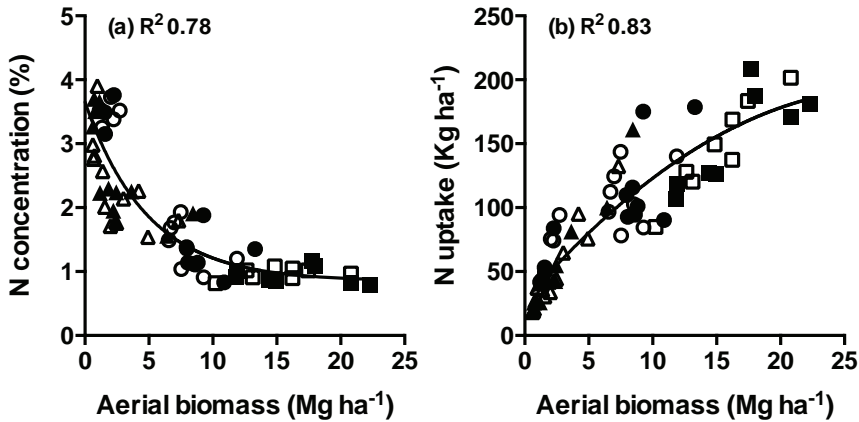 (a) R² 0.78
N concentration (%)
5
4
3
2
1
0
0 5 10 15 20 25
Aerial biomass (Mg ha⁻¹)
(b) R² 0.83
N uptake (Kg ha⁻¹)
250
200
150
100
50
0
0 5 10 15 20 25
Aerial biomass (Mg ha⁻¹)